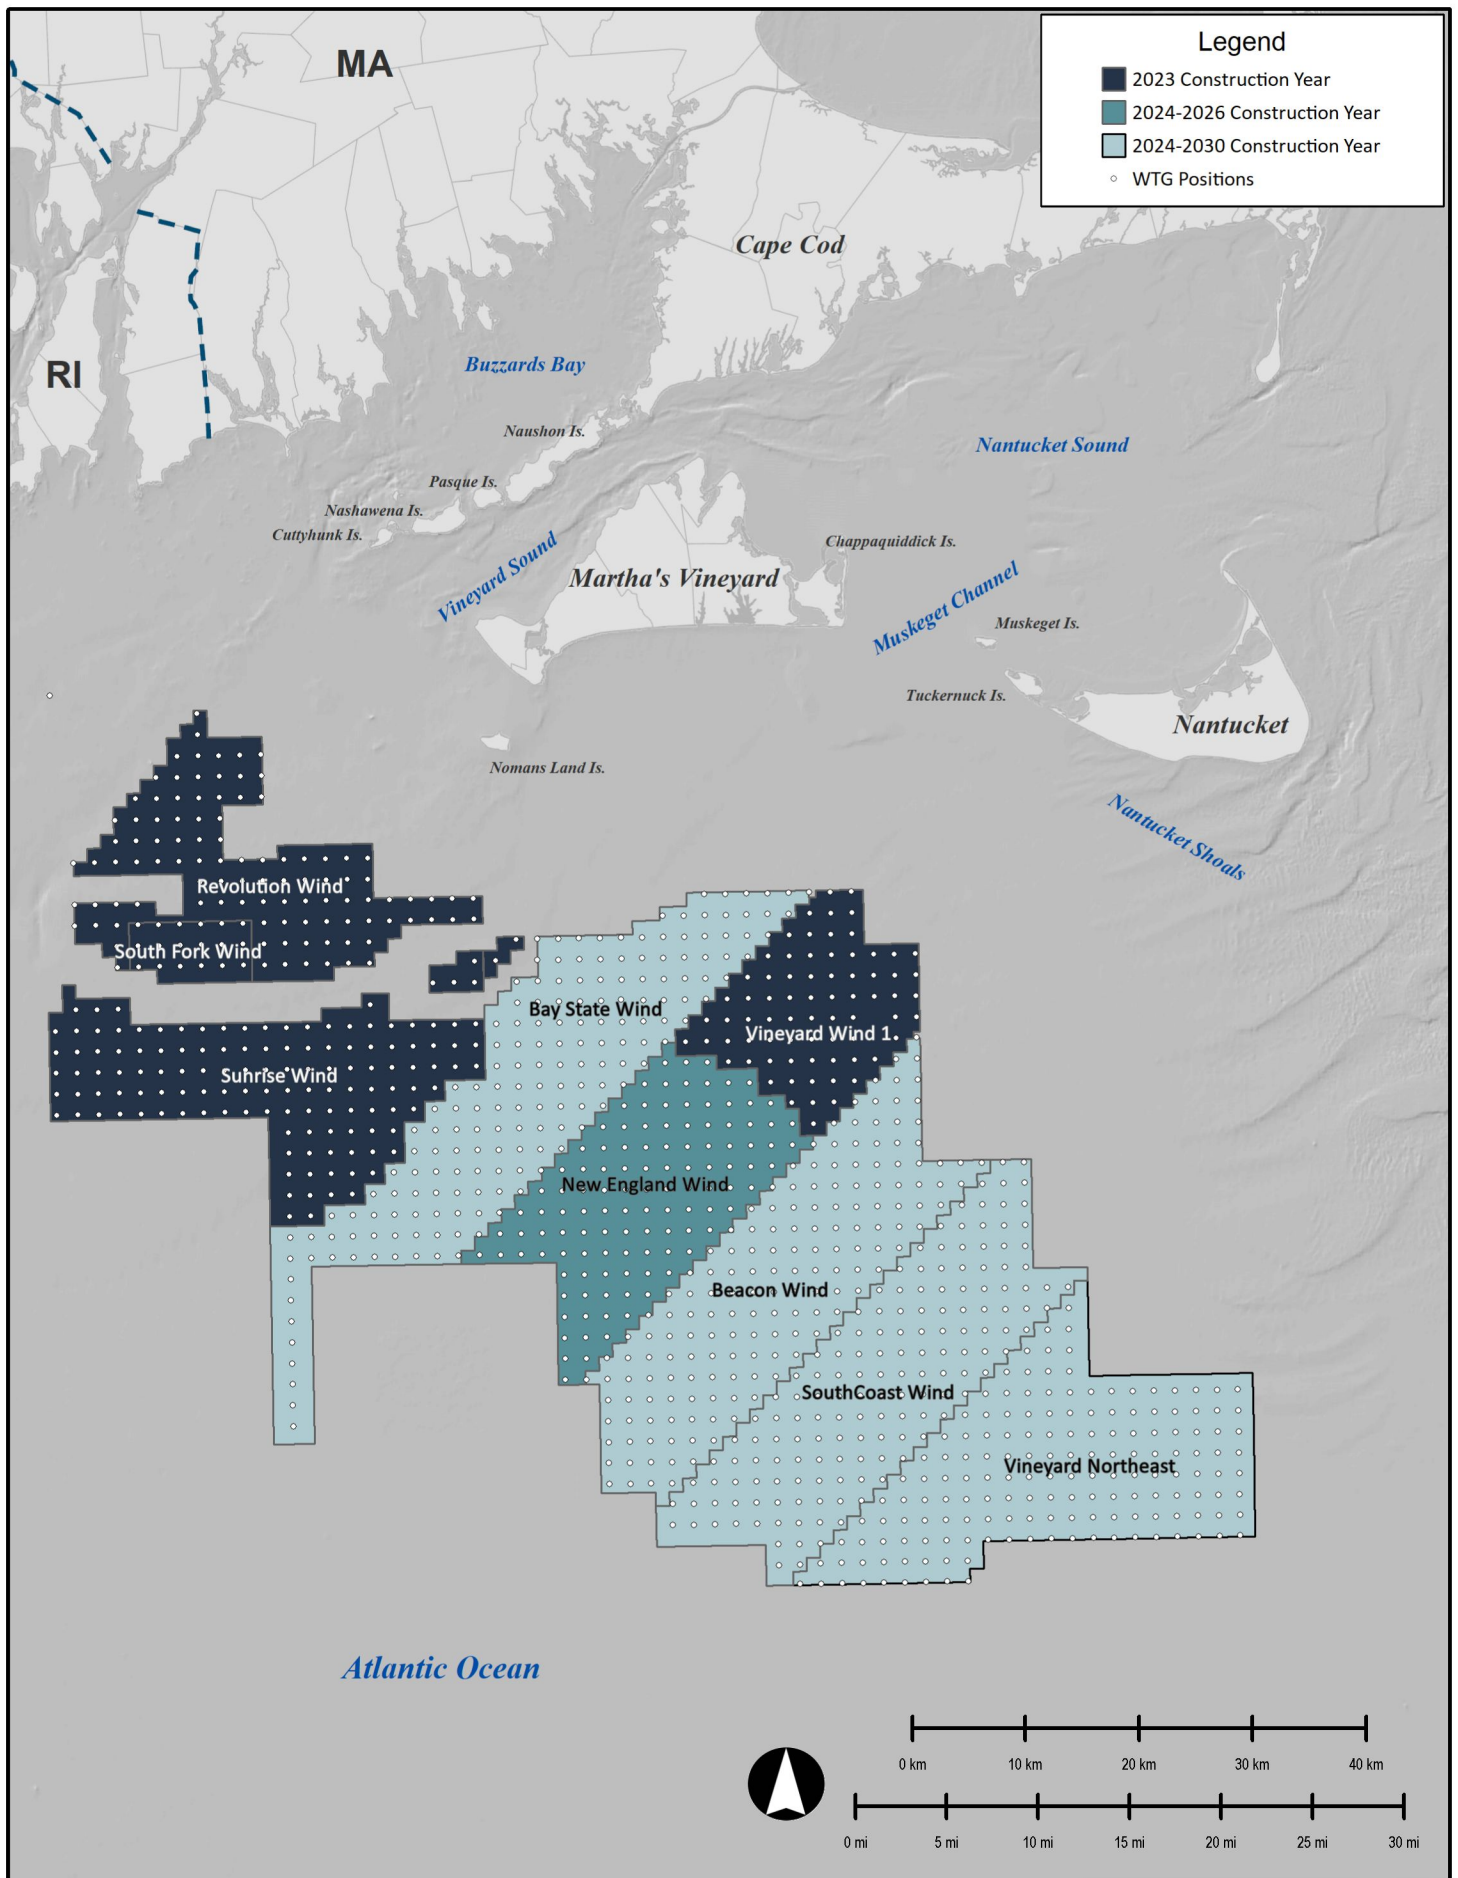 MA
Legend
2023 Construction Year
2024-2026 Construction Year
2024-2030 Construction Year
WTG Positions
Cape Cod
RI
Buzzards Bay
Naushon Is.
Nantucket Sound
Pasque Is.
Nashawena Is.
Cuttyhunk Is.
Chappaquiddick Is.
Vineyard Sound
Martha's Vineyard
Muskeget Channel
Muskeget Is.
Tuckernuck Is.
Nantucket
Nomans Land Is.
Nantucket Shoals
Revolution Wind
South Fork Wind
Bay State Wind
Vineyard Wind 1
Sunrise Wind
New England Wind
Beacon Wind
SouthCoast Wind
Vineyard Northeast
Atlantic Ocean
0 km 10 km 20 km 30 km 40 km
0 mi 5 mi 10 mi 15 mi 20 mi 25 mi 30 mi